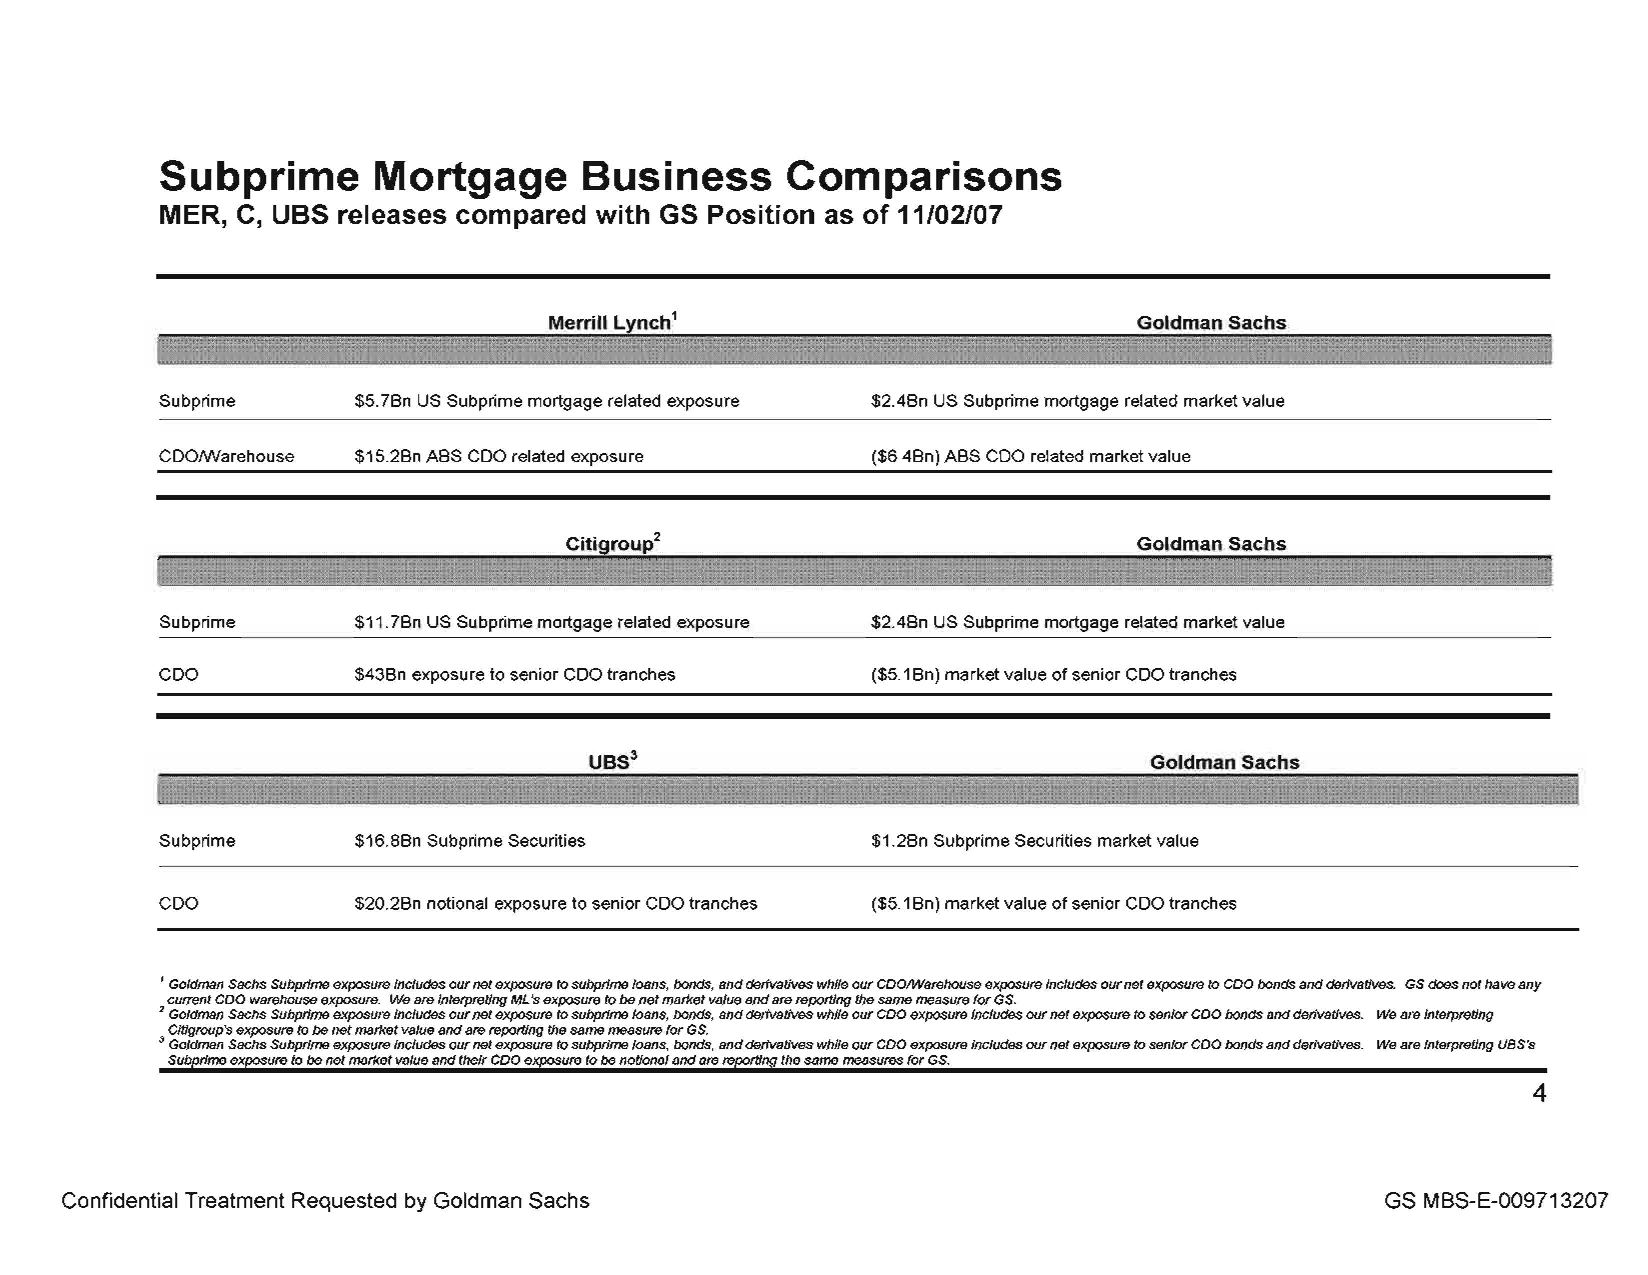 Subprime Mortgage Business Comparisons
MER, C, UBS releases compared with GS Position as of 11/02/07
Merrill Lynch¹ Goldman Sachs
Subprime $5.7Bn US Subprime mortgage related exposure $2.4Bn US Subprime mortgage related market value
CDO/Warehouse $15.2Bn ABS CDO related exposure ($6 4Bn) ABS CDO related market value
Citigroup² Goldman Sachs
Subprime $11.7Bn US Subprime mortgage related exposure $2.4Bn US Subprime mortgage related market value
CDO $43Bn exposure to senior CDO tranches ($5.1Bn) market value of senior CDO tranches
UBS³ Goldman Sachs
Subprime $16.8Bn Subprime Securities $1.2Bn Subprime Securities market value
CDO $20.2Bn notional exposure to senior CDO tranches ($5.1Bn) market value of senior CDO tranches
¹ Goldman Sachs Subprime exposure includes our net exposure to subprime loans, bonds, and derivatives while our CDO/Warehouse exposure includes our net exposure to CDO bonds and derivatives. GS does not have any
current CDO warehouse exposure. We are interpreting ML's exposure to be net market value and are reporting the same measure for GS.
² Goldman Sachs Subprime exposure includes our net exposure to subprime loans, bonds, and derivatives while our CDO exposure includes our net exposure to senior CDO bonds and derivatives. We are interpreting
Citigroup's exposure to be net market value and are reporting the same measure for GS.
³ Goldman Sachs Subprime exposure includes our net exposure to subprime loans, bonds, and derivatives while our CDO exposure includes our net exposure to senior CDO bonds and derivatives. We are interpreting UBS's
Subprime exposure to be net market value and their CDO exposure to be notional and are reporting the same measures for GS.
4
Confidential Treatment Requested by Goldman Sachs GS MBS-E-009713207